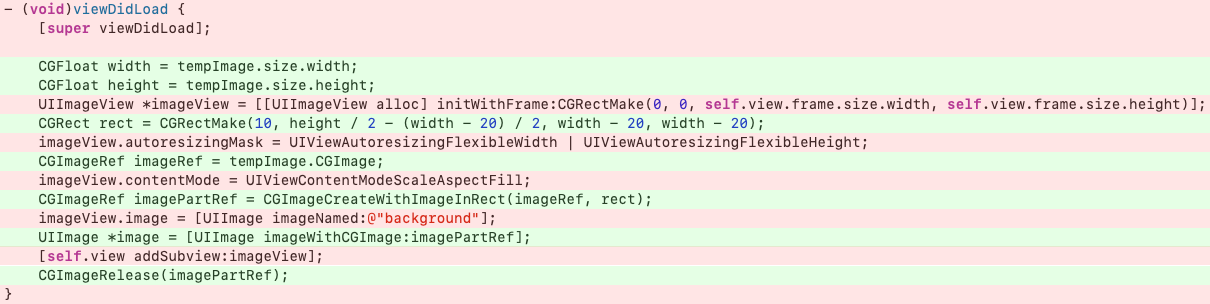 – (void)viewDidLoad {
    [super viewDidLoad];

    CGFloat width = tempImage.size.width;
    CGFloat height = tempImage.size.height;
    UIImageView *imageView = [[UIImageView alloc] initWithFrame:CGRectMake(0, 0, self.view.frame.size.width, self.view.frame.size.height)];
    CGRect rect = CGRectMake(10, height / 2 – (width – 20) / 2, width – 20, width – 20);
    imageView.autoresizingMask = UIViewAutoresizingFlexibleWidth | UIViewAutoresizingFlexibleHeight;
    CGImageRef imageRef = tempImage.CGImage;
    imageView.contentMode = UIViewContentModeScaleAspectFill;
    CGImageRef imagePartRef = CGImageCreateWithImageInRect(imageRef, rect);
    imageView.image = [UIImage imageNamed:@"background"];
    UIImage *image = [UIImage imageWithCGImage:imagePartRef];
    [self.view addSubview:imageView];
    CGImageRelease(imagePartRef);
}